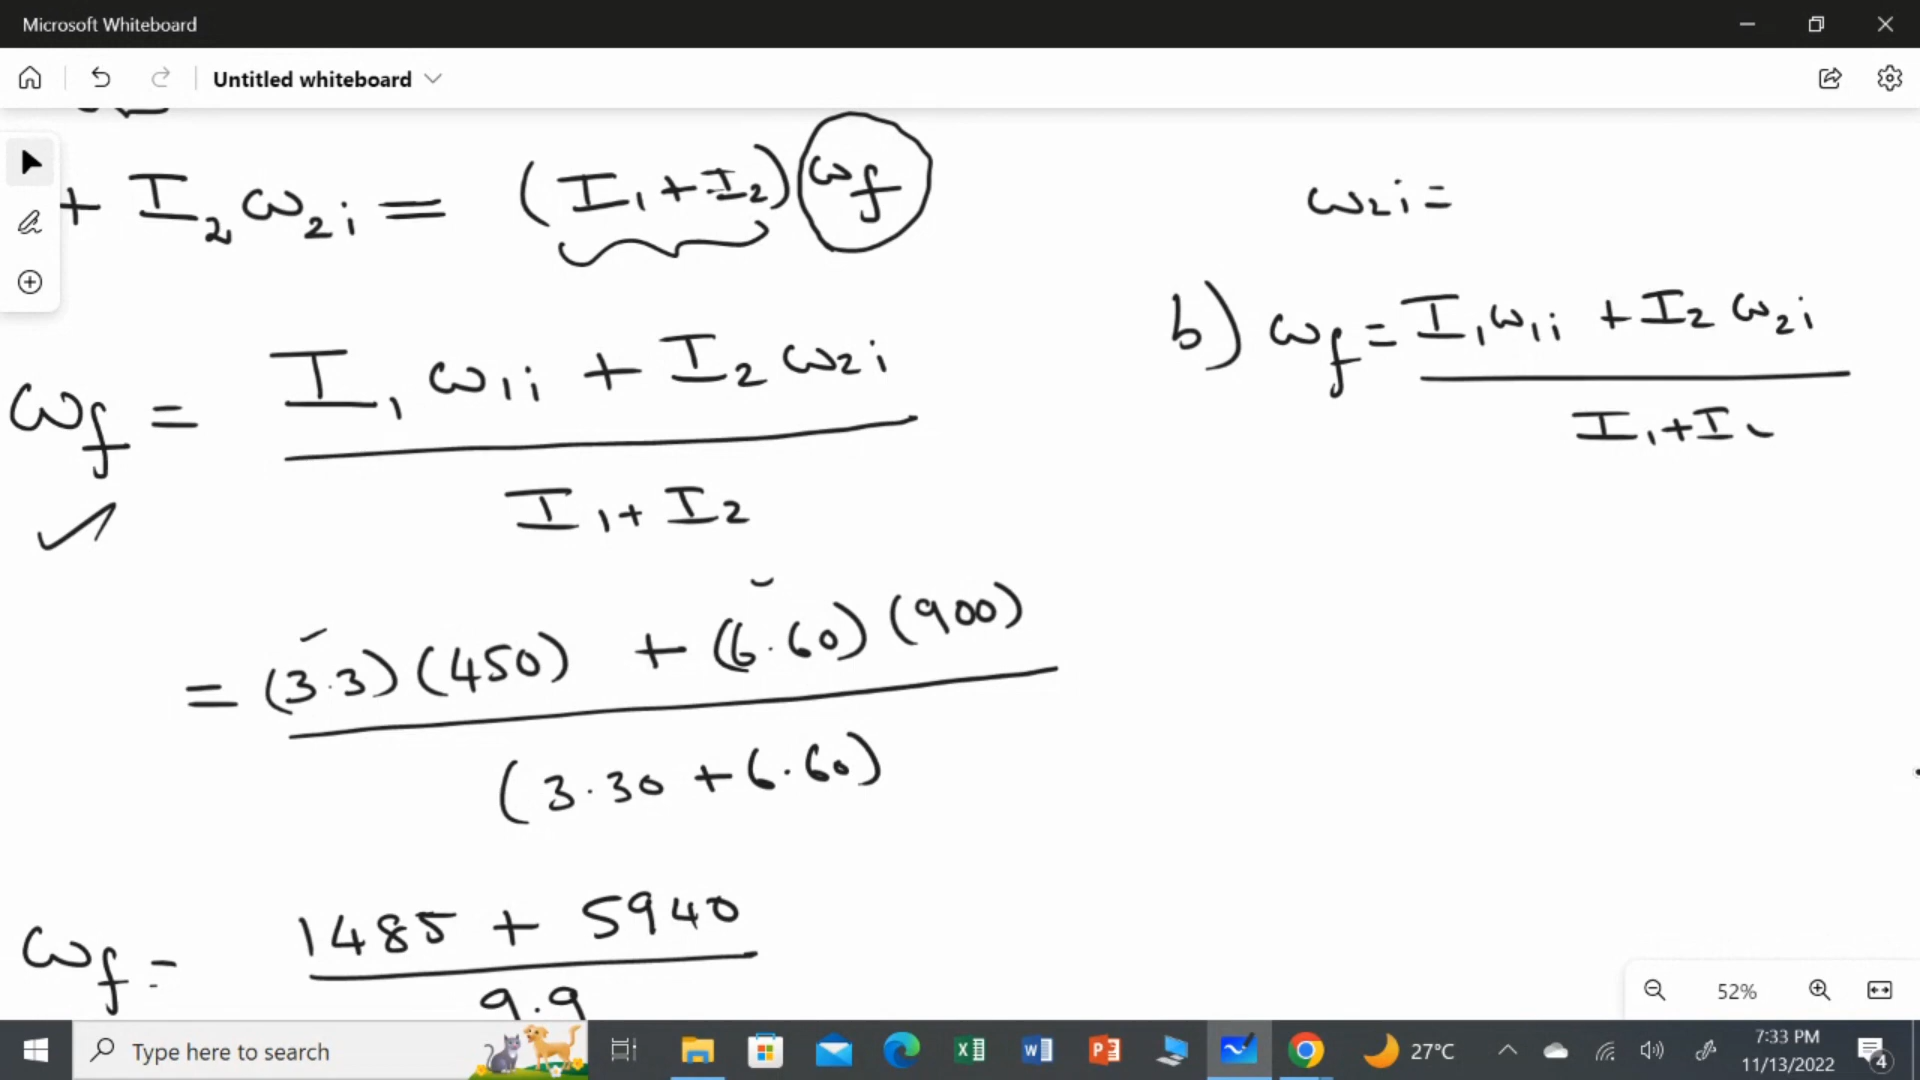 Microsoft Whiteboard
Untitled whiteboard
+ I₂ω₂ᵢ = (I₁+I₂)ωf
ωf = I₁ω₁ᵢ + I₂ω₂ᵢ
I₁+I₂
= (3.3)(450) + (6.60)(900)
(3.30 + 6.60)
ωf = 1485 + 5940
9.9
ω₂ᵢ =
b) ωf = I₁ω₁ᵢ + I₂ω₂ᵢ
I₁+I
52%
Type here to search
27°C
7:33 PM
11/13/2022
4